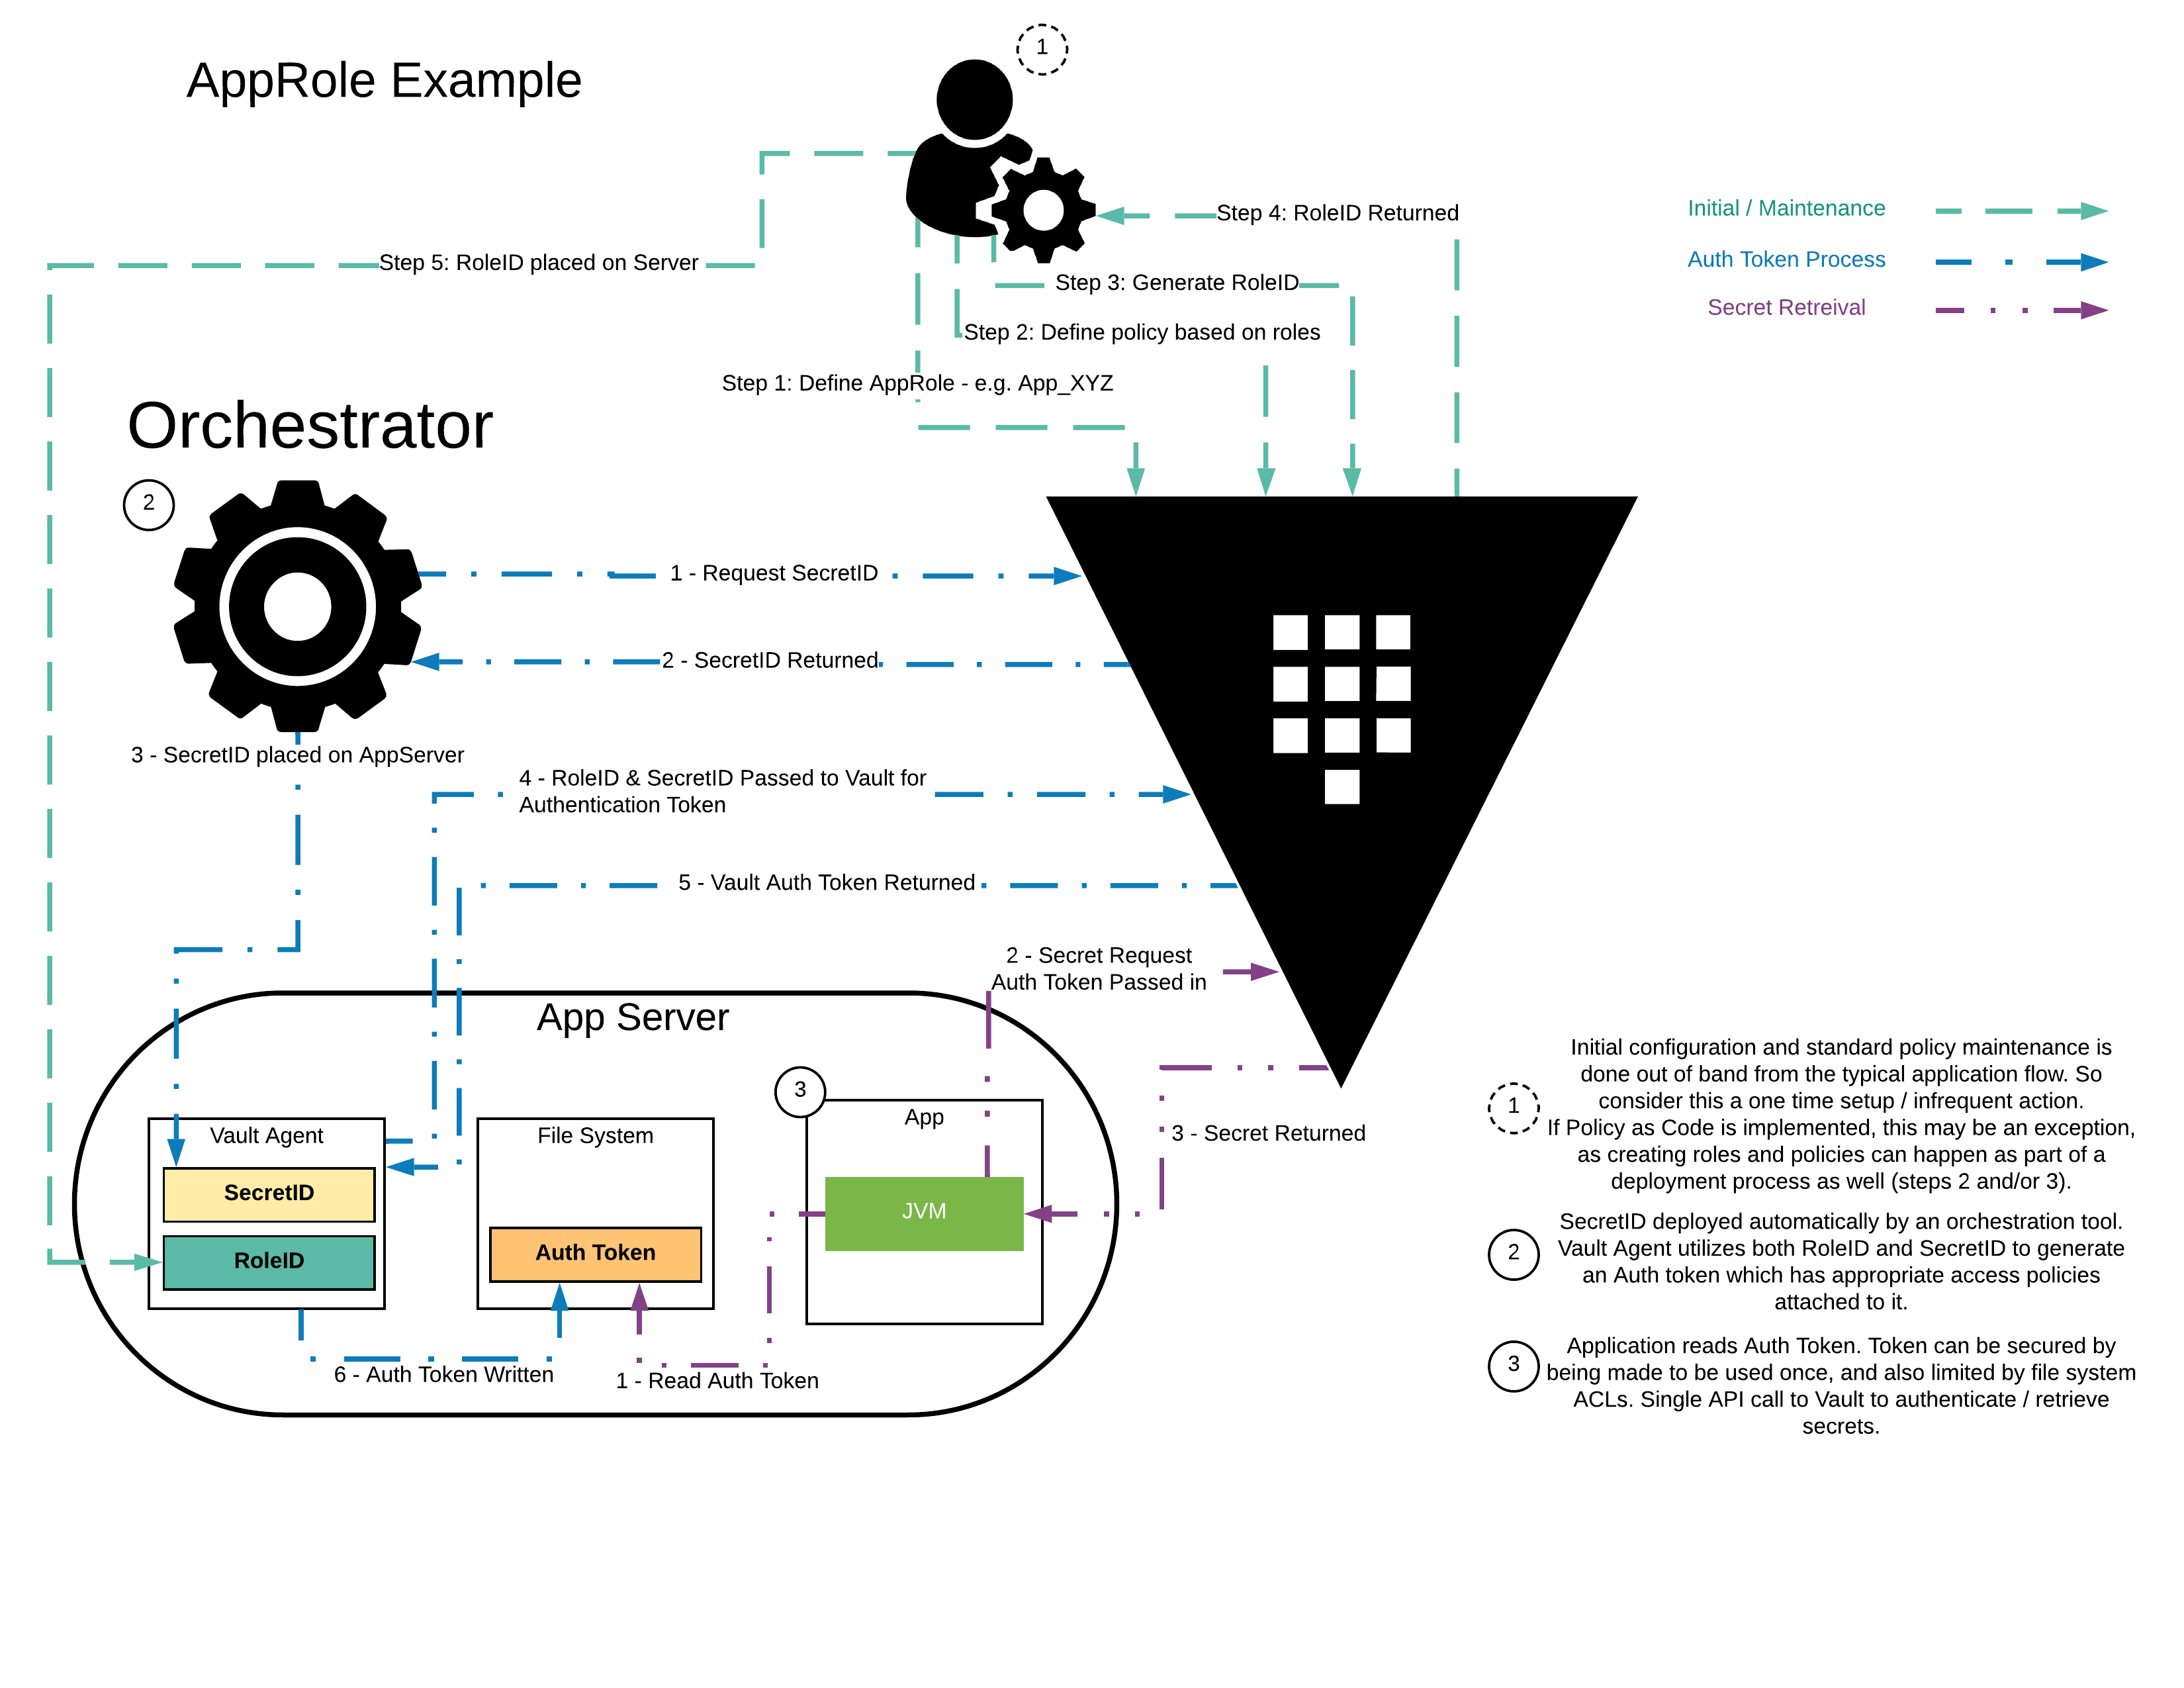 AppRole Example
1
Step 4: RoleID Returned
Initial / Maintenance
Auth Token Process
Secret Retreival
Step 5: RoleID placed on Server
Step 3: Generate RoleID
Step 2: Define policy based on roles
Step 1: Define AppRole - e.g. App_XYZ
Orchestrator
2
1 - Request SecretID
2 - SecretID Returned
3 - SecretID placed on AppServer
4 - RoleID & SecretID Passed to Vault for
Authentication Token
5 - Vault Auth Token Returned
2 - Secret Request
Auth Token Passed in
App Server
3
Vault Agent
File System
App
3 - Secret Returned
SecretID
JVM
RoleID
Auth Token
6 - Auth Token Written
1 - Read Auth Token
1
Initial configuration and standard policy maintenance is
done out of band from the typical application flow. So
consider this a one time setup / infrequent action.
If Policy as Code is implemented, this may be an exception,
as creating roles and policies can happen as part of a
deployment process as well (steps 2 and/or 3).
2
SecretID deployed automatically by an orchestration tool.
Vault Agent utilizes both RoleID and SecretID to generate
an Auth token which has appropriate access policies
attached to it.
3
Application reads Auth Token. Token can be secured by
being made to be used once, and also limited by file system
ACLs. Single API call to Vault to authenticate / retrieve
secrets.